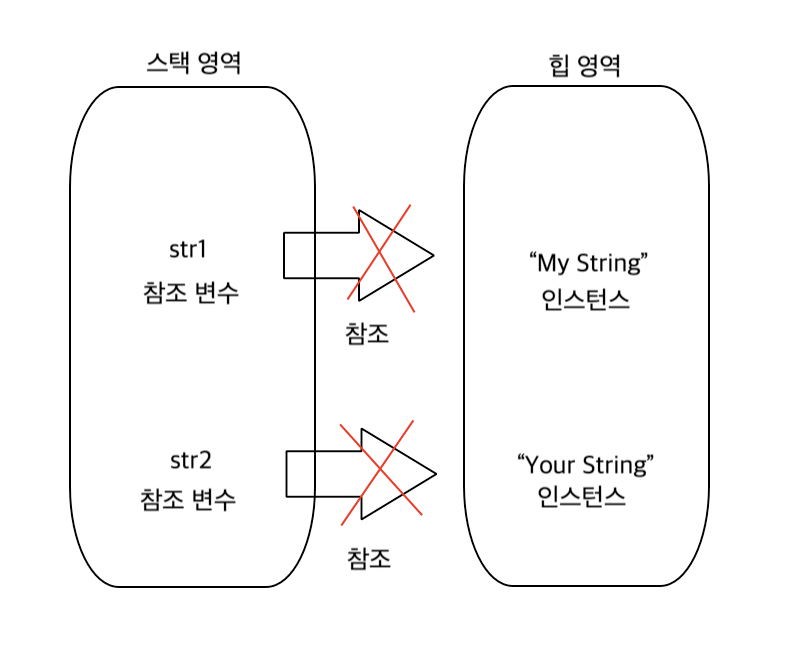 스택 영역
힙 영역
str1
참조 변수
참조
“My String”
인스턴스
str2
참조 변수
참조
“Your String”
인스턴스